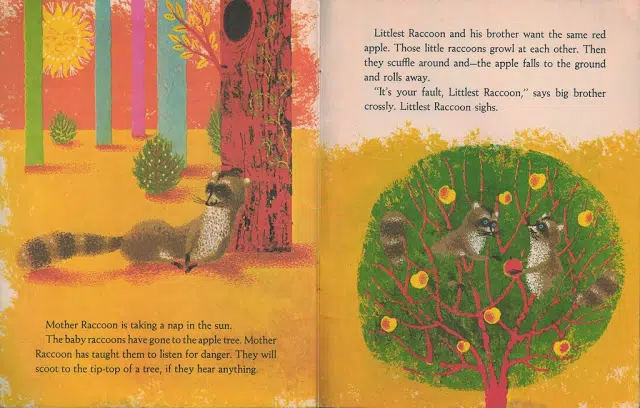 Mother Raccoon is taking a nap in the sun.
The baby raccoons have gone to the apple tree. Mother
Raccoon has taught them to listen for danger. They will
scoot to the tip-top of a tree, if they hear anything.
Littlest Raccoon and his brother want the same red
apple. Those little raccoons growl at each other. Then
they scuffle around and—the apple falls to the ground
and rolls away.
"It's your fault, Littlest Raccoon," says big brother
crossly. Littlest Raccoon sighs.